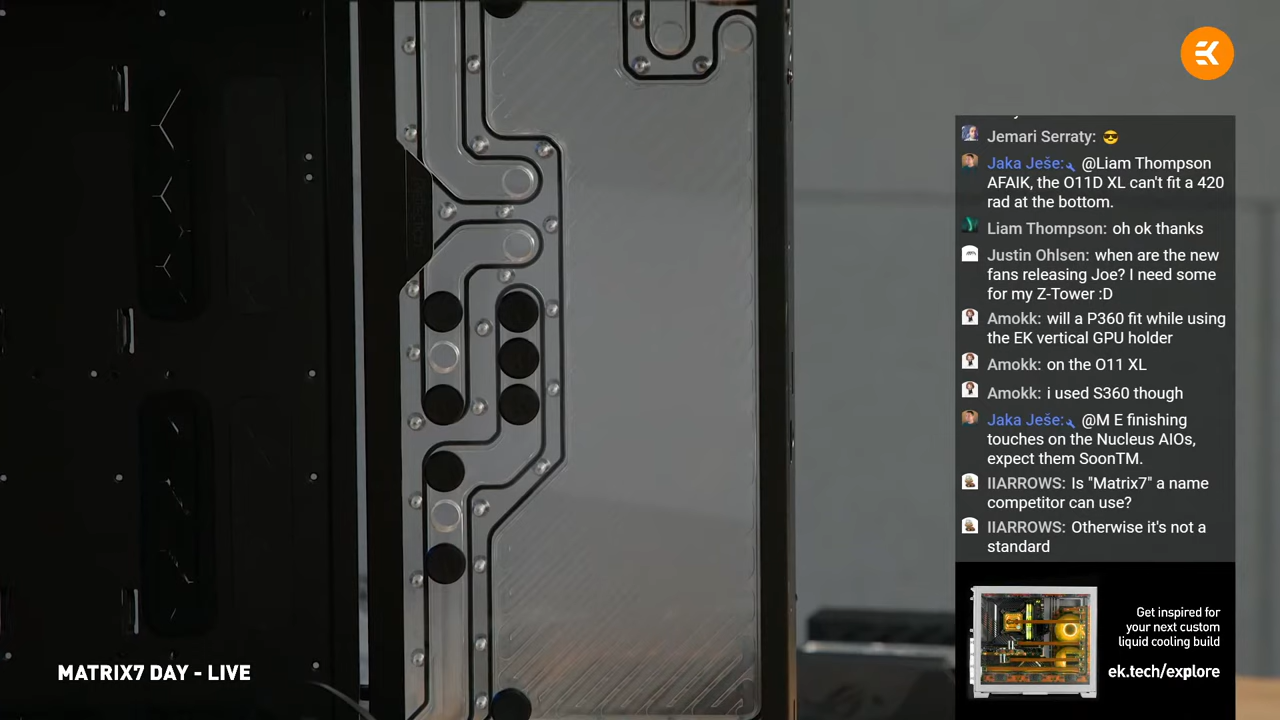 EK
Jemari Serraty: 😎
Jaka Ješe: @Liam Thompson
AFAIK, the O11D XL can't fit a 420
rad at the bottom.
Liam Thompson: oh ok thanks
Justin Ohlsen: when are the new
fans releasing Joe? I need some
for my Z-Tower :D
Amokk: will a P360 fit while using
the EK vertical GPU holder
Amokk: on the O11 XL
Amokk: i used S360 though
Jaka Ješe: @M E finishing
touches on the Nucleus AIOs,
expect them SoonTM.
IIARROWS: Is "Matrix7" a name
competitor can use?
IIARROWS: Otherwise it's not a
standard
Get inspired for
your next custom
liquid cooling build
ek.tech/explore
MATRIX7 DAY - LIVE